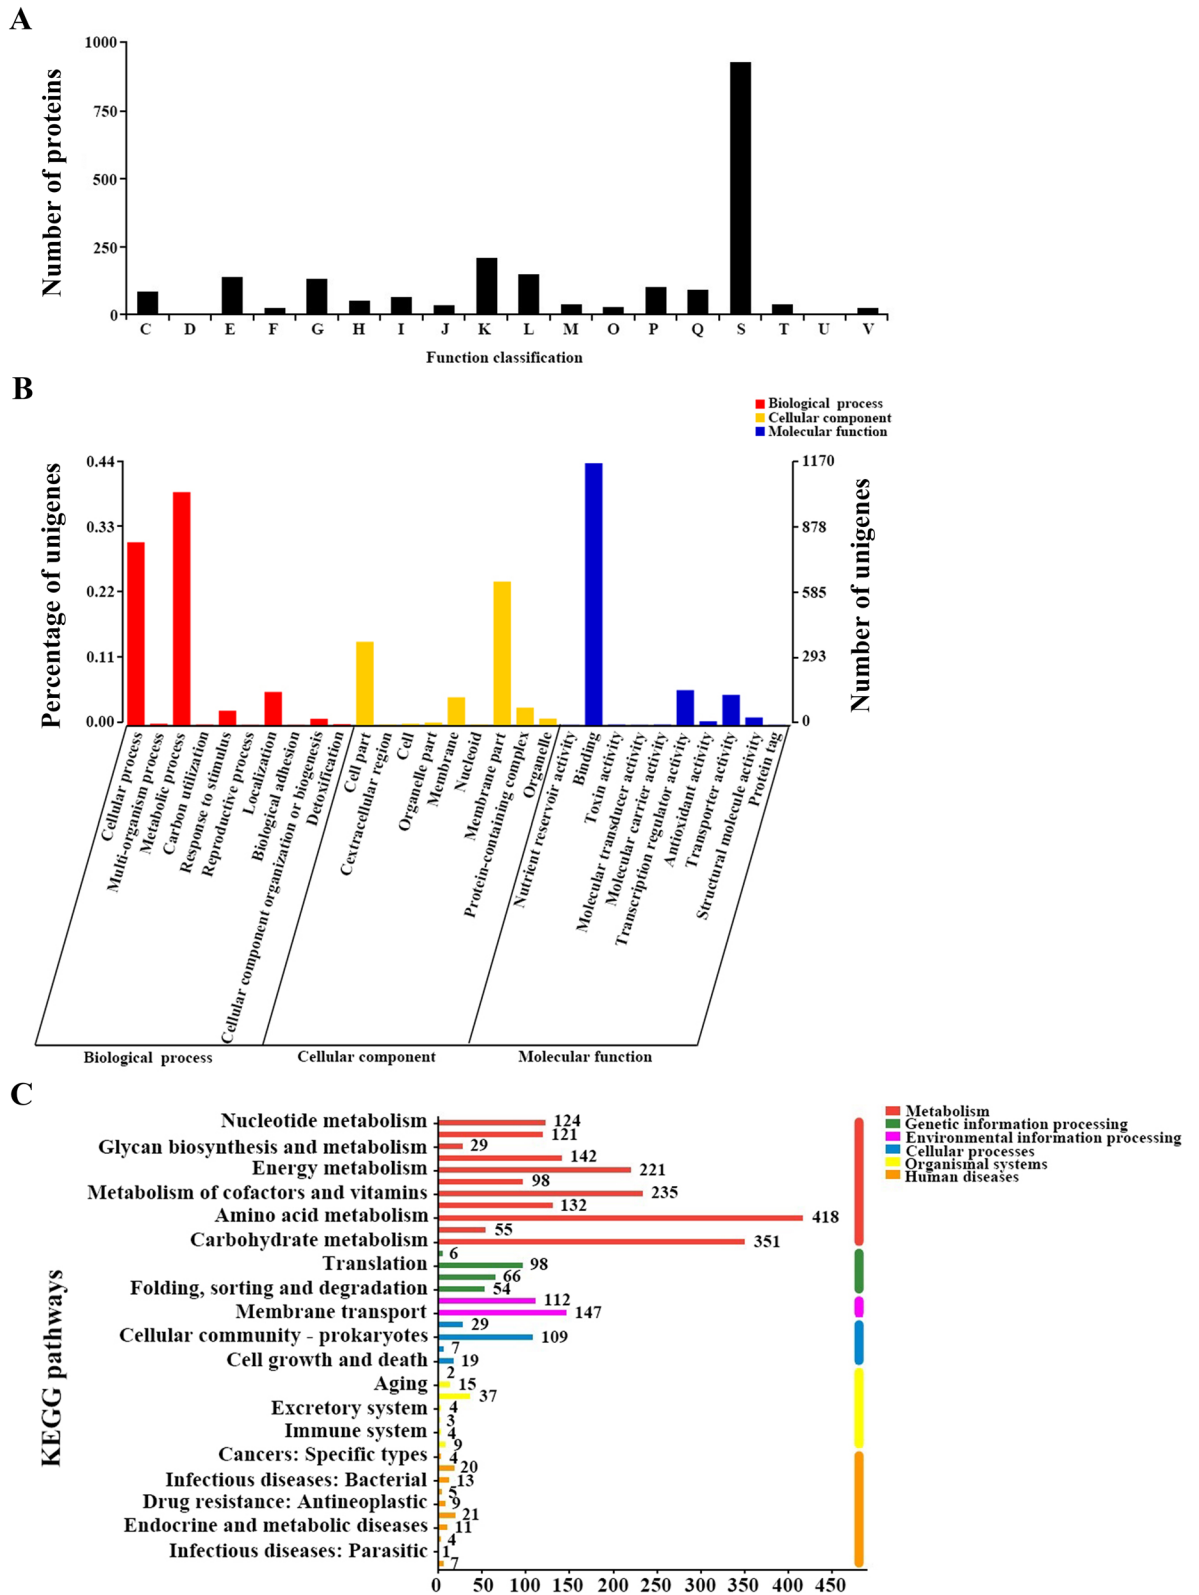 A
Number of proteins
1000
750
500
250
0
C D E F G H I J K L M O P Q S T U V
Function classification
B
Biological process
Cellular component
Molecular function
Percentage of unigenes
0.44
0.33
0.22
0.11
0.00
1170
878
585
293
0
Number of unigenes
Cellular process
Multi-organism process
Metabolic process
Carbon utilization
Response to stimulus
Reproductive process
Localization
Biological adhesion
Cellular component organization or biogenesis
Detoxification
Cell part
Cextracellular region
Cell
Organelle part
Membrane
Nucleoid
Membrane part
Protein-containing complex
Organelle
Nutrient reservoir activity
Binding
Toxin activity
Molecular transducer activity
Molecular carrier activity
Transcription regulator activity
Antioxidant activity
Transporter activity
Structural molecule activity
Protein tag
Biological process
Cellular component
Molecular function
C
Metabolism
Genetic information processing
Environmental information processing
Cellular processes
Organismal systems
Human diseases
KEGG pathways
Nucleotide metabolism 124
121
Glycan biosynthesis and metabolism 29
142
Energy metabolism 221
98
Metabolism of cofactors and vitamins 235
132
Amino acid metabolism 418
55
Carbohydrate metabolism 351
6
Translation 98
66
Folding, sorting and degradation 54
112
Membrane transport 147
29
Cellular community - prokaryotes 109
7
Cell growth and death 19
2
Aging 15
37
Excretory system 4
3
Immune system 4
9
Cancers: Specific types 4
20
Infectious diseases: Bacterial 13
5
Drug resistance: Antineoplastic 9
21
Endocrine and metabolic diseases 11
4
Infectious diseases: Parasitic 1
7
0 50 100 150 200 250 300 350 400 450